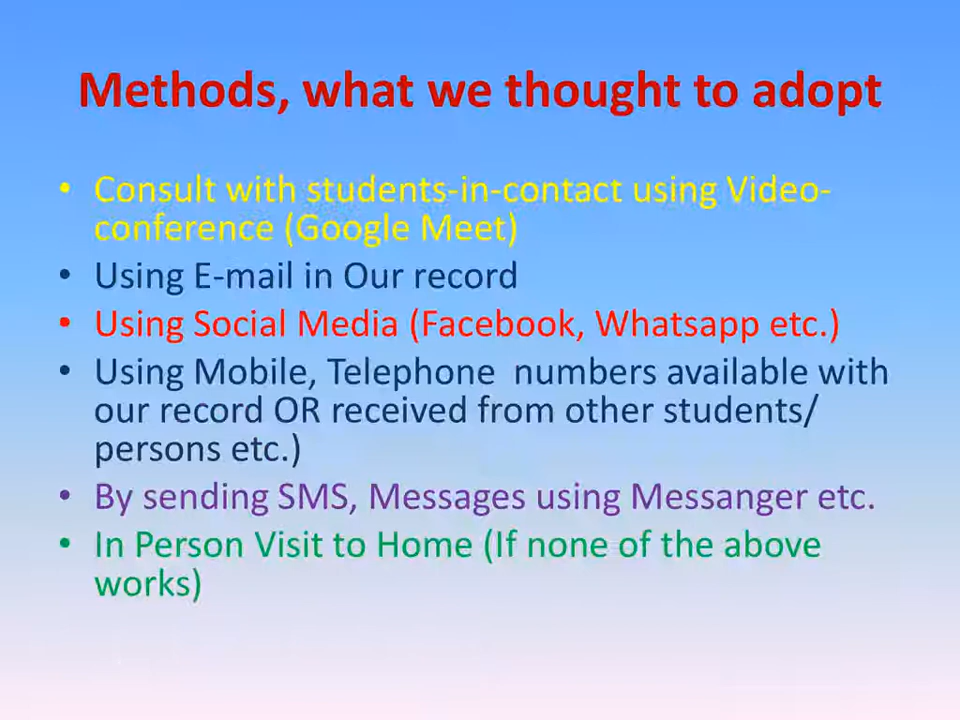 Methods, what we thought to adopt
• Consult with students-in-contact using Video-
conference (Google Meet)
• Using E-mail in Our record
• Using Social Media (Facebook, Whatsapp etc.)
• Using Mobile, Telephone numbers available with
our record OR received from other students/
persons etc.)
• By sending SMS, Messages using Messanger etc.
• In Person Visit to Home (If none of the above
works)